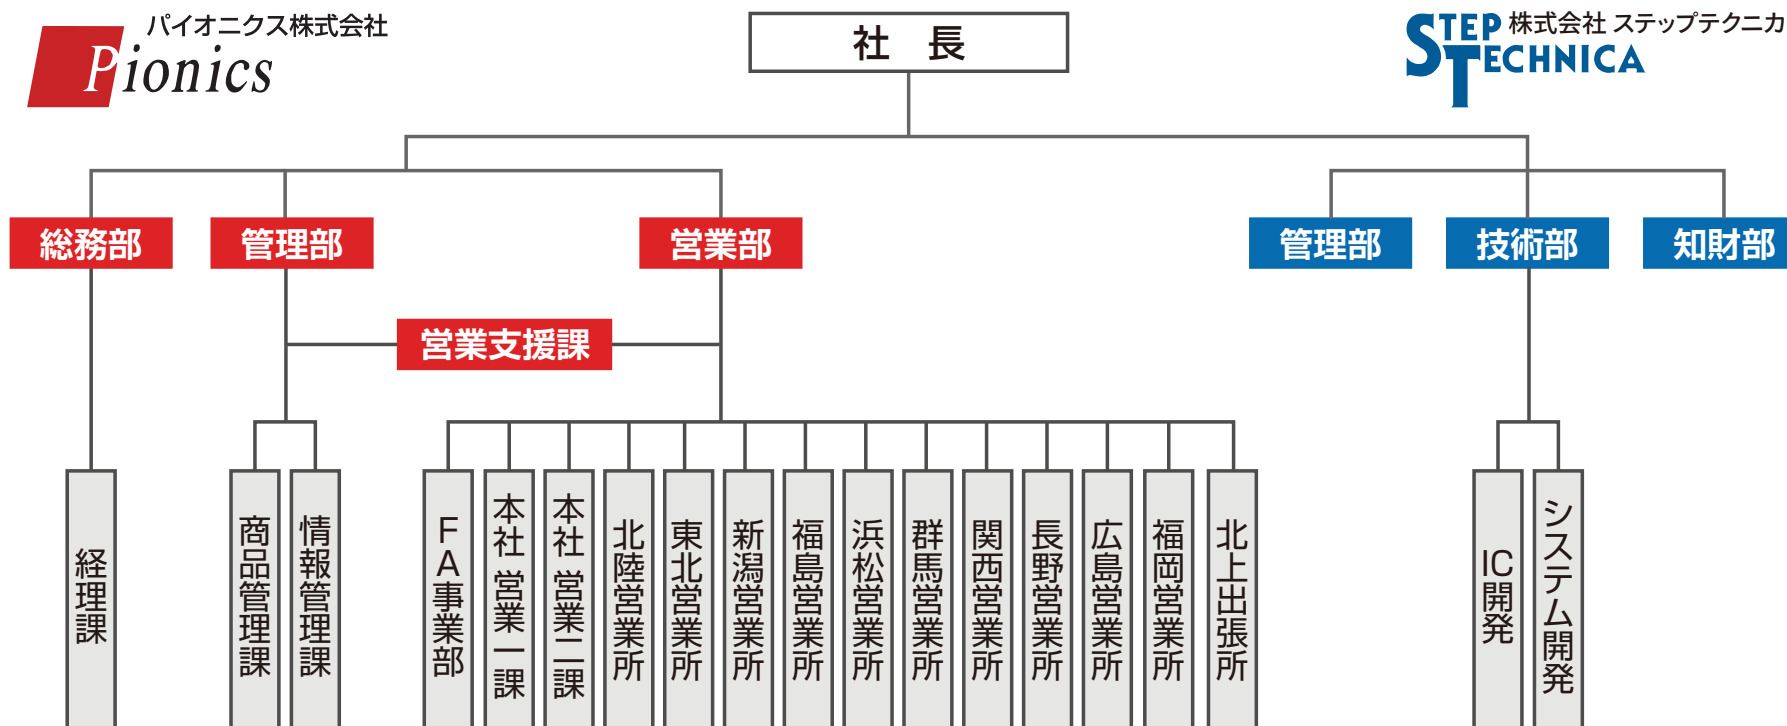 パイオニクス株式会社
Pionics
社 長
株式会社 ステップテクニカ
STEP
TECHNICA
総務部
管理部
営業部
管理部
技術部
知財部
営業支援課
経理課
商品管理課
情報管理課
FA事業部
本社 営業一課
本社 営業二課
北陸営業所
東北営業所
新潟営業所
福島営業所
浜松営業所
群馬営業所
関西営業所
長野営業所
広島営業所
福岡営業所
北上出張所
IC開発
システム開発